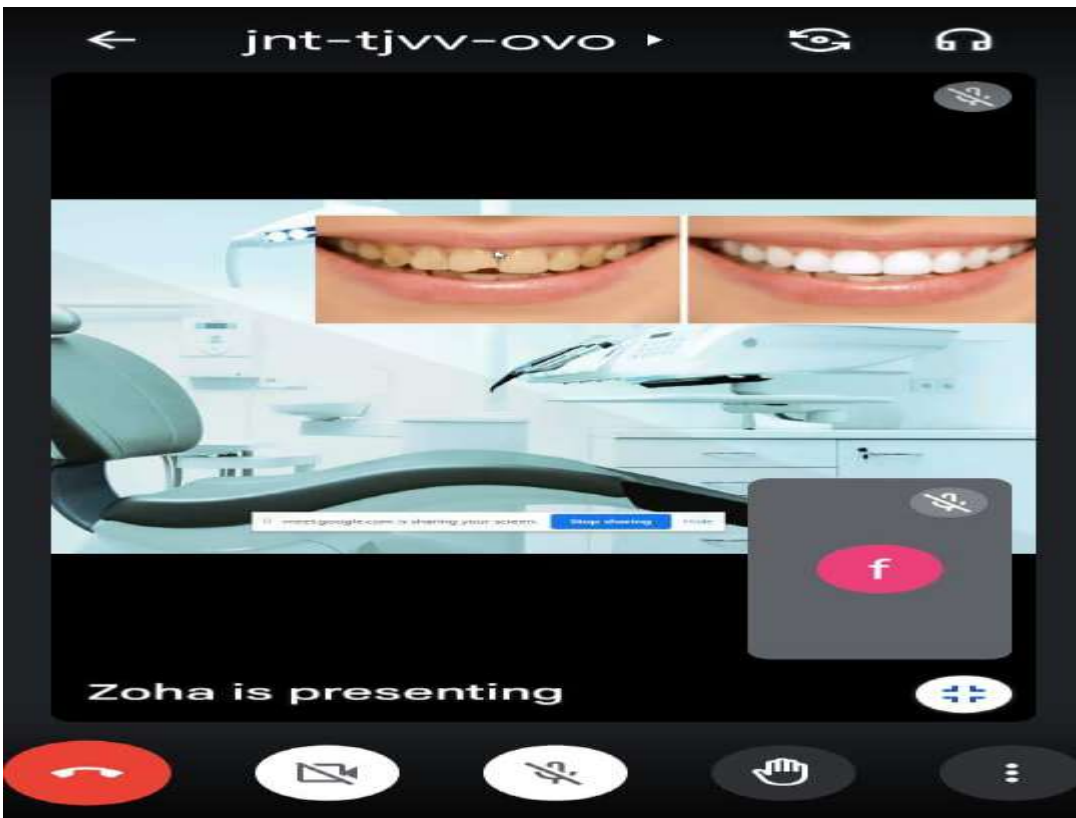 jnt-tjvv-ovo
meet.google.com is sharing your screen. Stop sharing Hide
f
Zoha is presenting